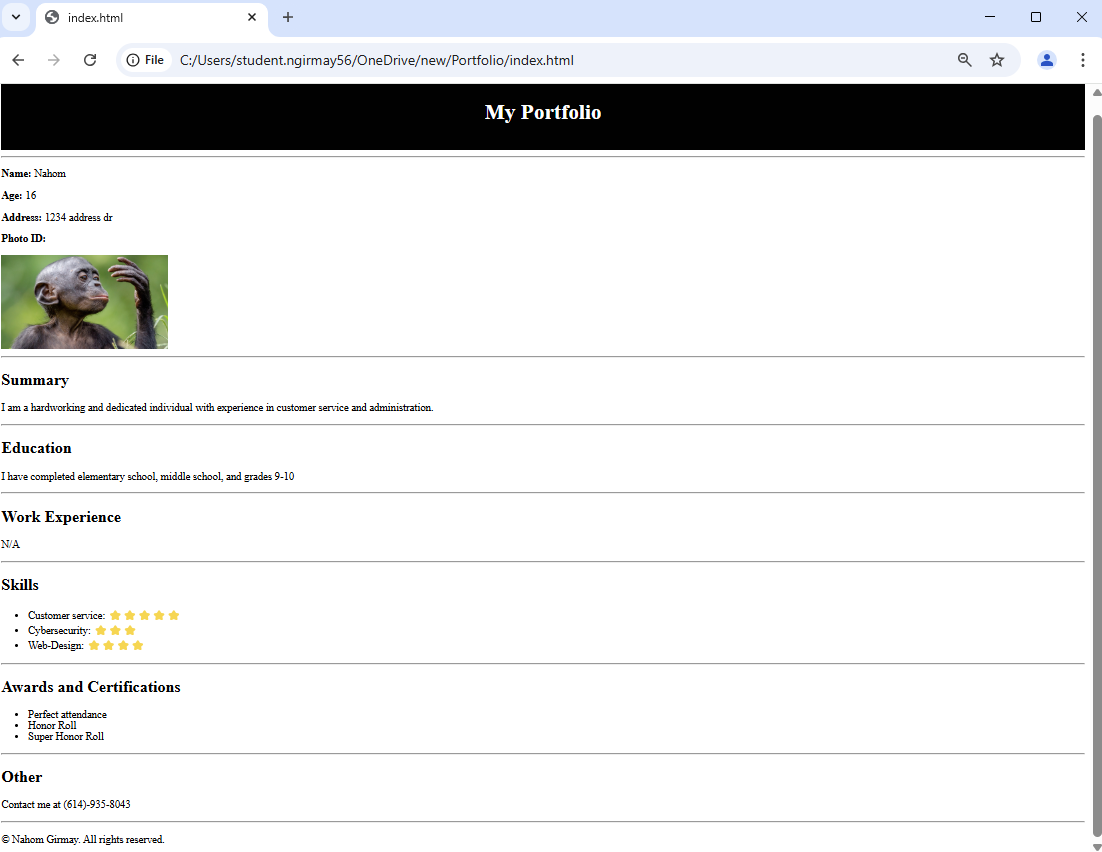 index.html
File
C:/Users/student.ngirmay56/OneDrive/new/Portfolio/index.html
My Portfolio
Name: Nahom
Age: 16
Address: 1234 address dr
Photo ID:
Summary
I am a hardworking and dedicated individual with experience in customer service and administration.
Education
I have completed elementary school, middle school, and grades 9-10
Work Experience
N/A
Skills
Customer service: ⭐⭐⭐⭐⭐
Cybersecurity: ⭐⭐⭐
Web-Design: ⭐⭐⭐⭐
Awards and Certifications
Perfect attendance
Honor Roll
Super Honor Roll
Other
Contact me at (614)-935-8043
© Nahom Girmay. All rights reserved.